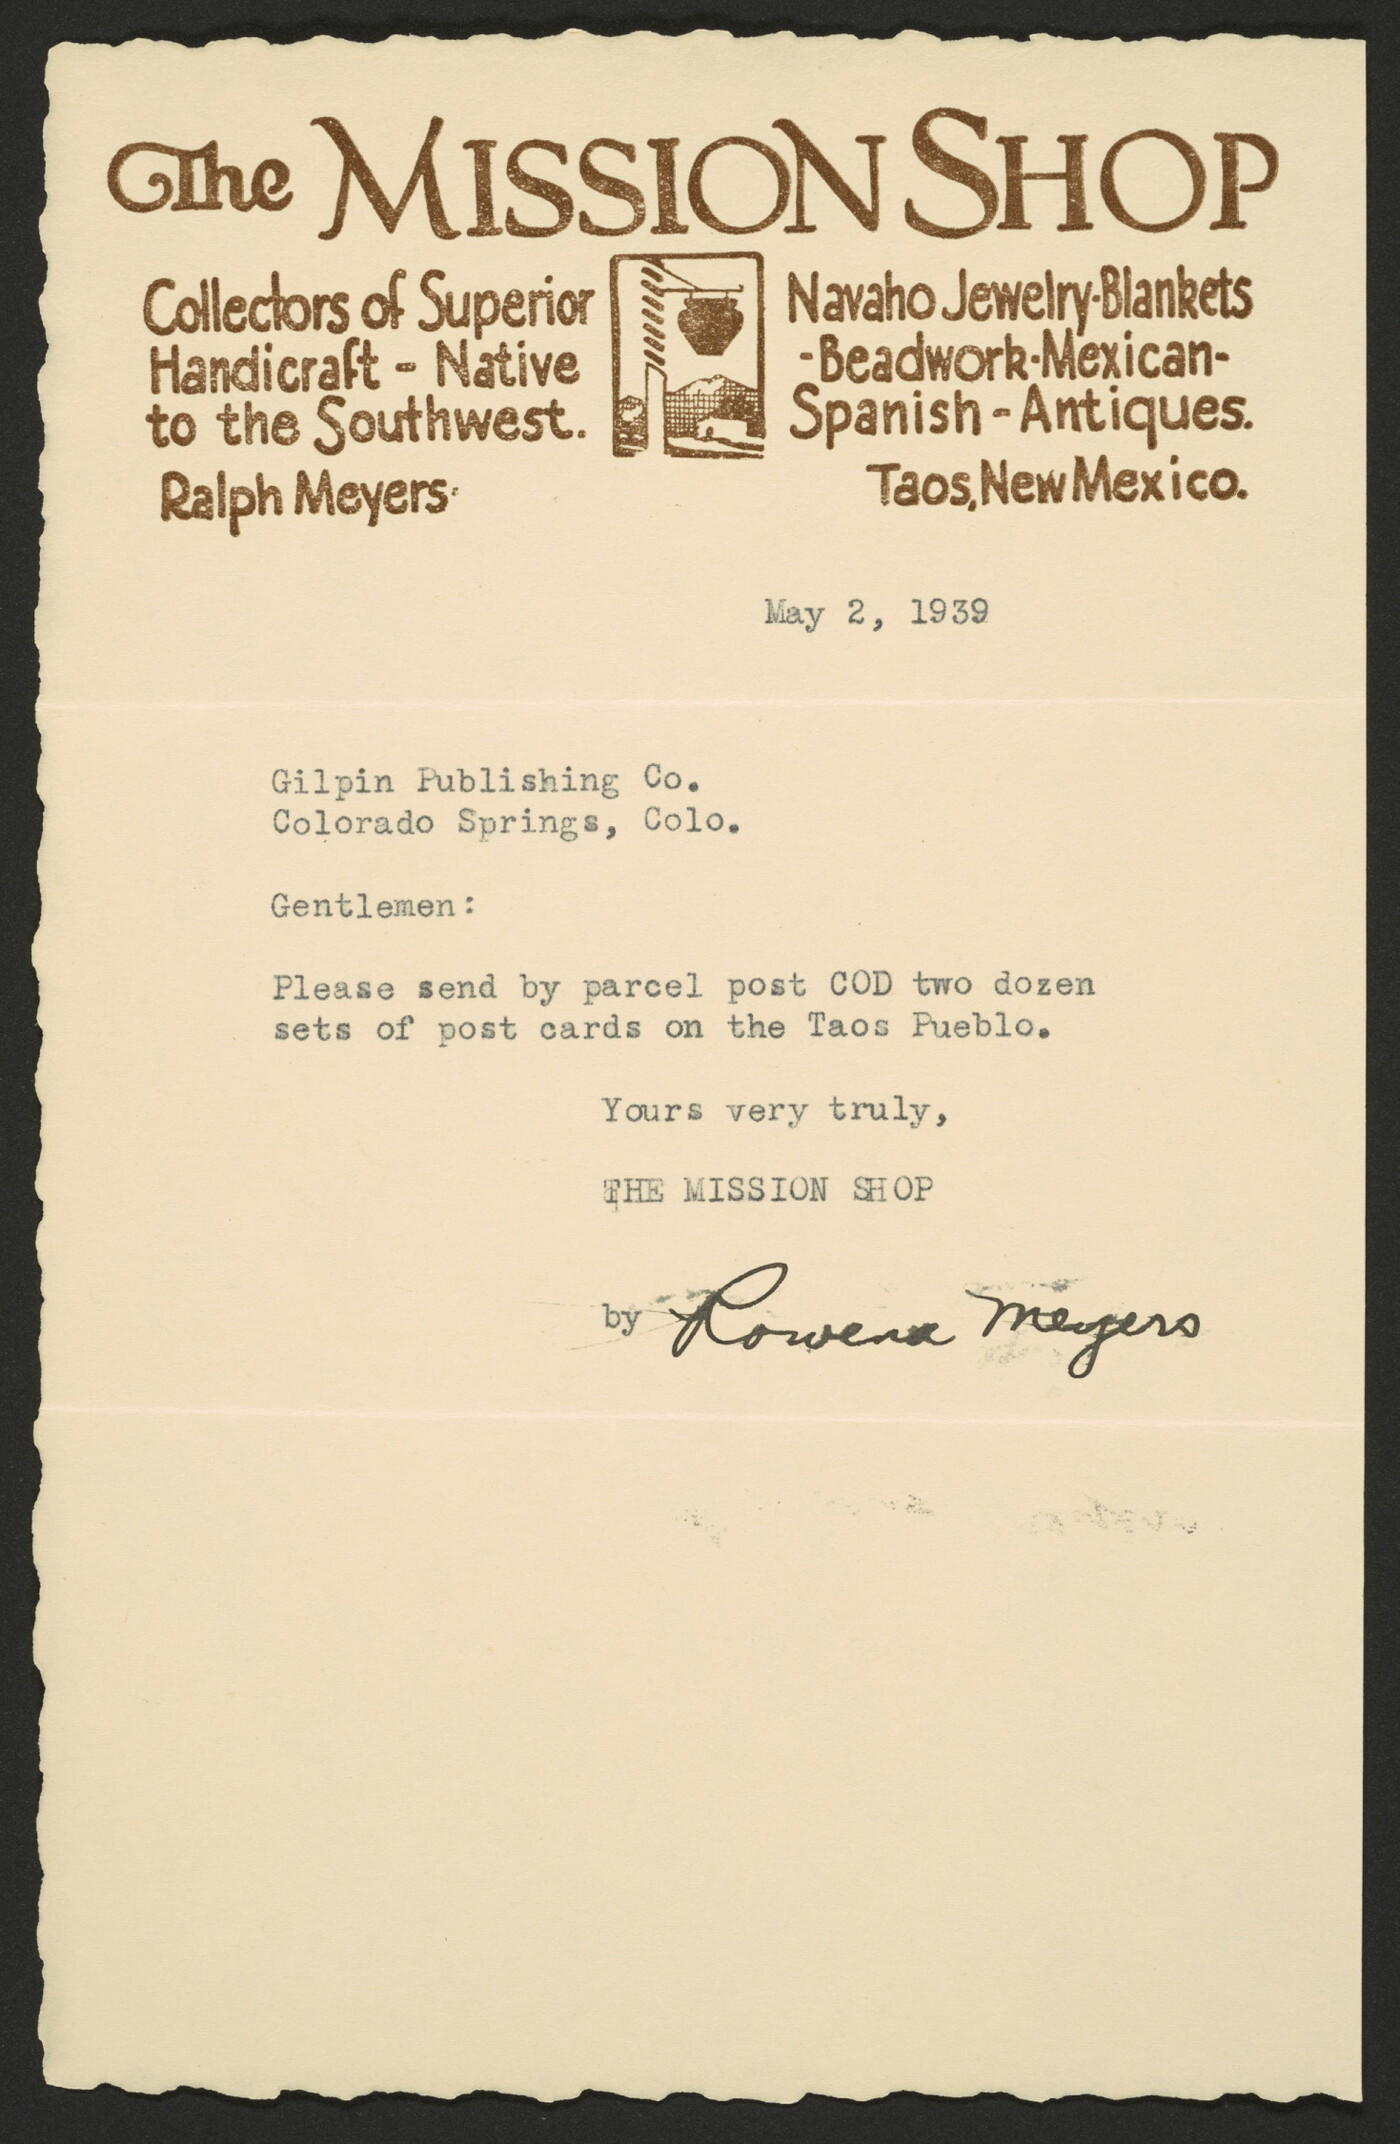 The MISSION SHOP
Collectors of Superior
Handicraft - Native
to the Southwest.
Ralph Meyers.
Navaho Jewelry-Blankets
-Beadwork-Mexican-
Spanish - Antiques.
Taos, New Mexico.
May 2, 1939
Gilpin Publishing Co.
Colorado Springs, Colo.
Gentlemen:
Please send by parcel post COD two dozen
sets of post cards on the Taos Pueblo.
Yours very truly,
THE MISSION SHOP
by Rowena Meyers